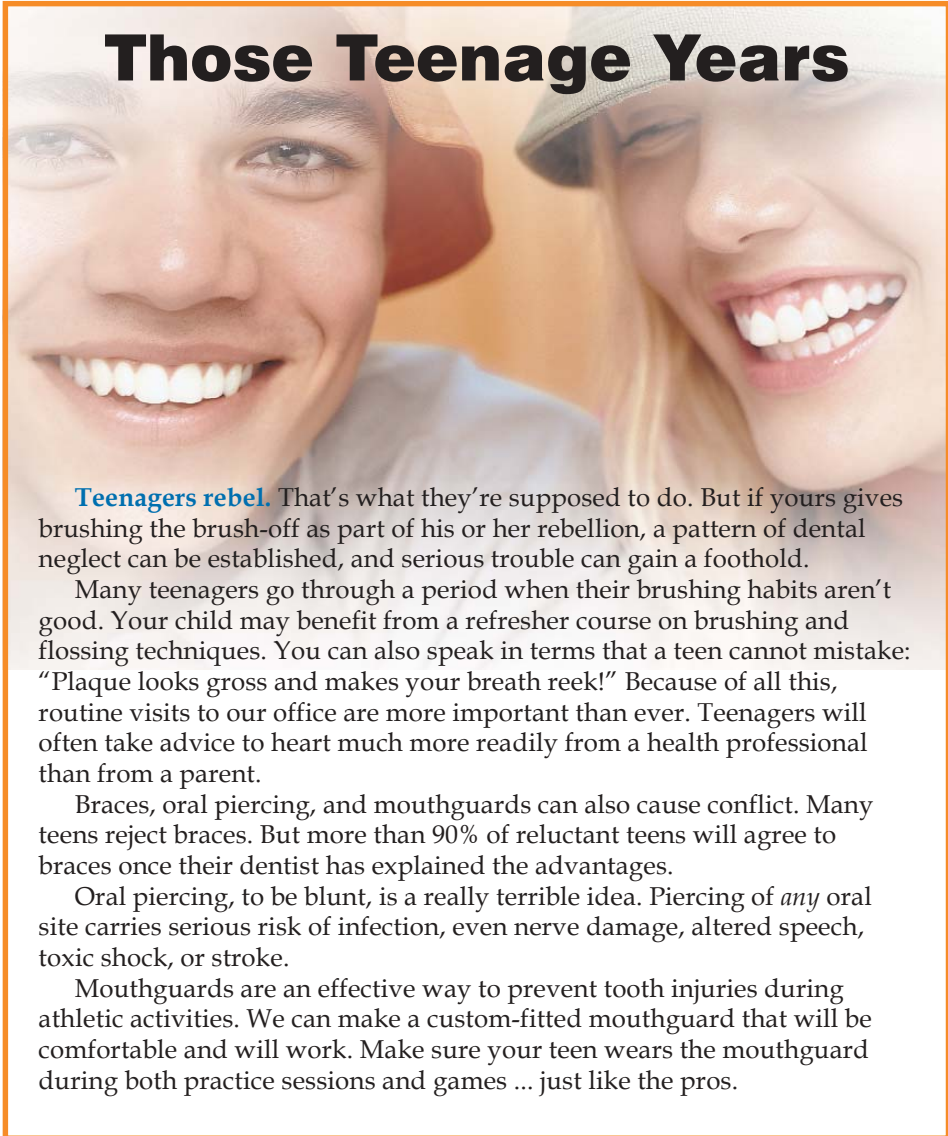 Those Teenage Years
Teenagers rebel. That’s what they’re supposed to do. But if yours gives
brushing the brush-off as part of his or her rebellion, a pattern of dental
neglect can be established, and serious trouble can gain a foothold.
Many teenagers go through a period when their brushing habits aren’t
good. Your child may benefit from a refresher course on brushing and
flossing techniques. You can also speak in terms that a teen cannot mistake:
“Plaque looks gross and makes your breath reek!” Because of all this,
routine visits to our office are more important than ever. Teenagers will
often take advice to heart much more readily from a health professional
than from a parent.
Braces, oral piercing, and mouthguards can also cause conflict. Many
teens reject braces. But more than 90% of reluctant teens will agree to
braces once their dentist has explained the advantages.
Oral piercing, to be blunt, is a really terrible idea. Piercing of any oral
site carries serious risk of infection, even nerve damage, altered speech,
toxic shock, or stroke.
Mouthguards are an effective way to prevent tooth injuries during
athletic activities. We can make a custom-fitted mouthguard that will be
comfortable and will work. Make sure your teen wears the mouthguard
during both practice sessions and games ... just like the pros.